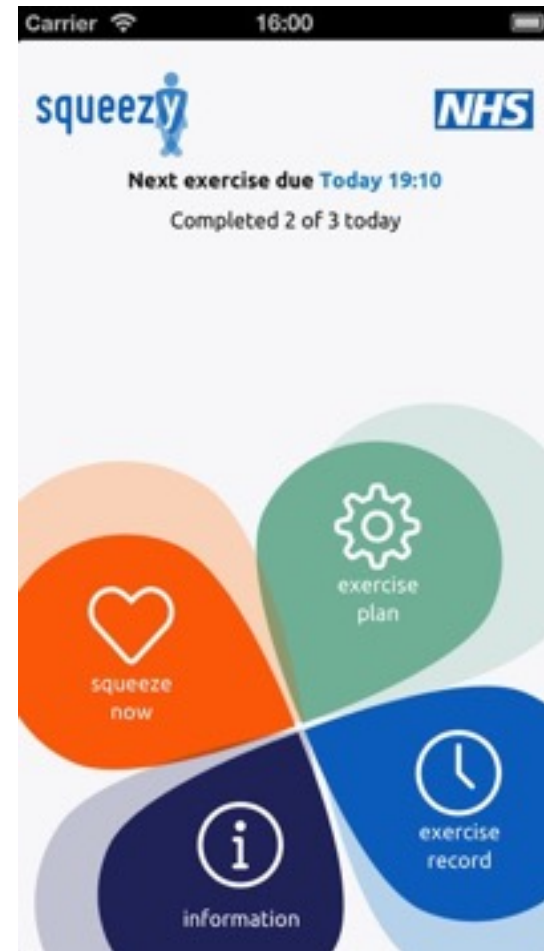 Carrier 16:00
squeezy NHS
Next exercise due Today 19:10
Completed 2 of 3 today
exercise
plan
squeeze
now
exercise
record
information